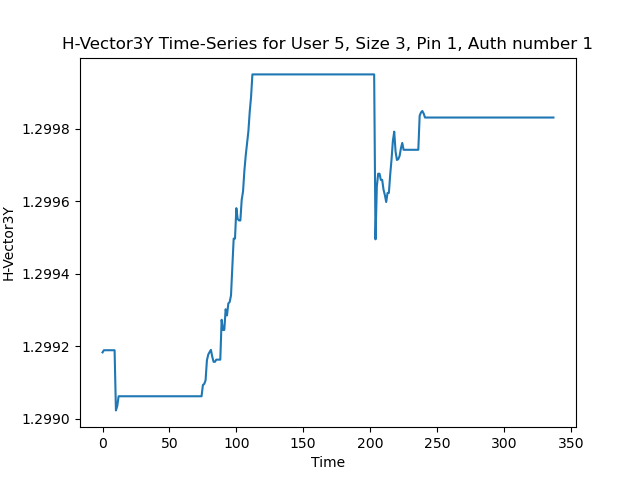 H-Vector3Y Time-Series for User 5, Size 3, Pin 1, Auth number 1
H-Vector3Y
1.2998
1.2996
1.2994
1.2992
1.2990
0 50 100 150 200 250 300 350
Time